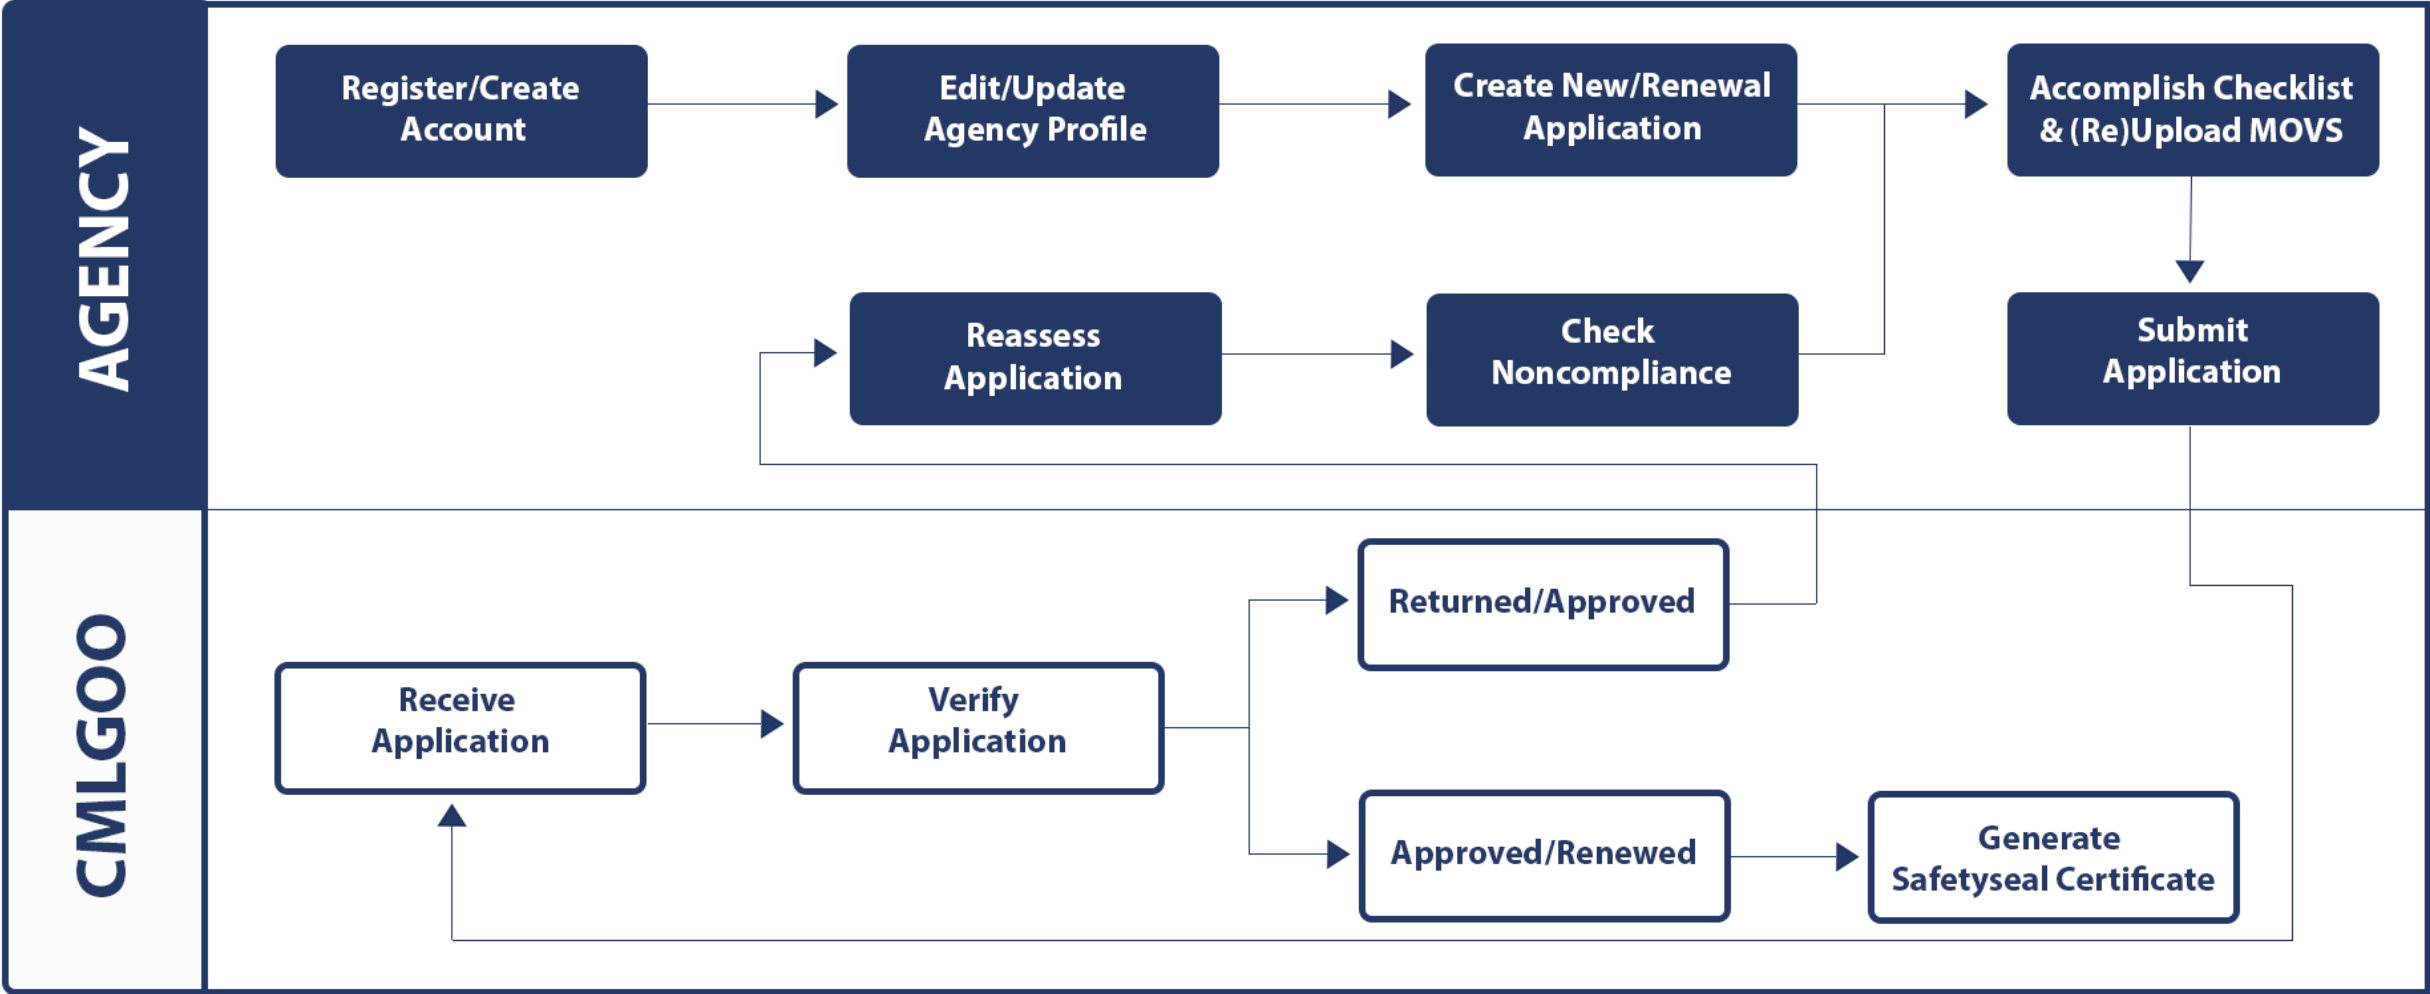 AGENCY
Register/Create
Account
Edit/Update
Agency Profile
Create New/Renewal
Application
Accomplish Checklist
& (Re)Upload MOVS
Reassess
Application
Check
Noncompliance
Submit
Application
CMLGOO
Receive
Application
Verify
Application
Returned/Approved
Approved/Renewed
Generate
Safetyseal Certificate